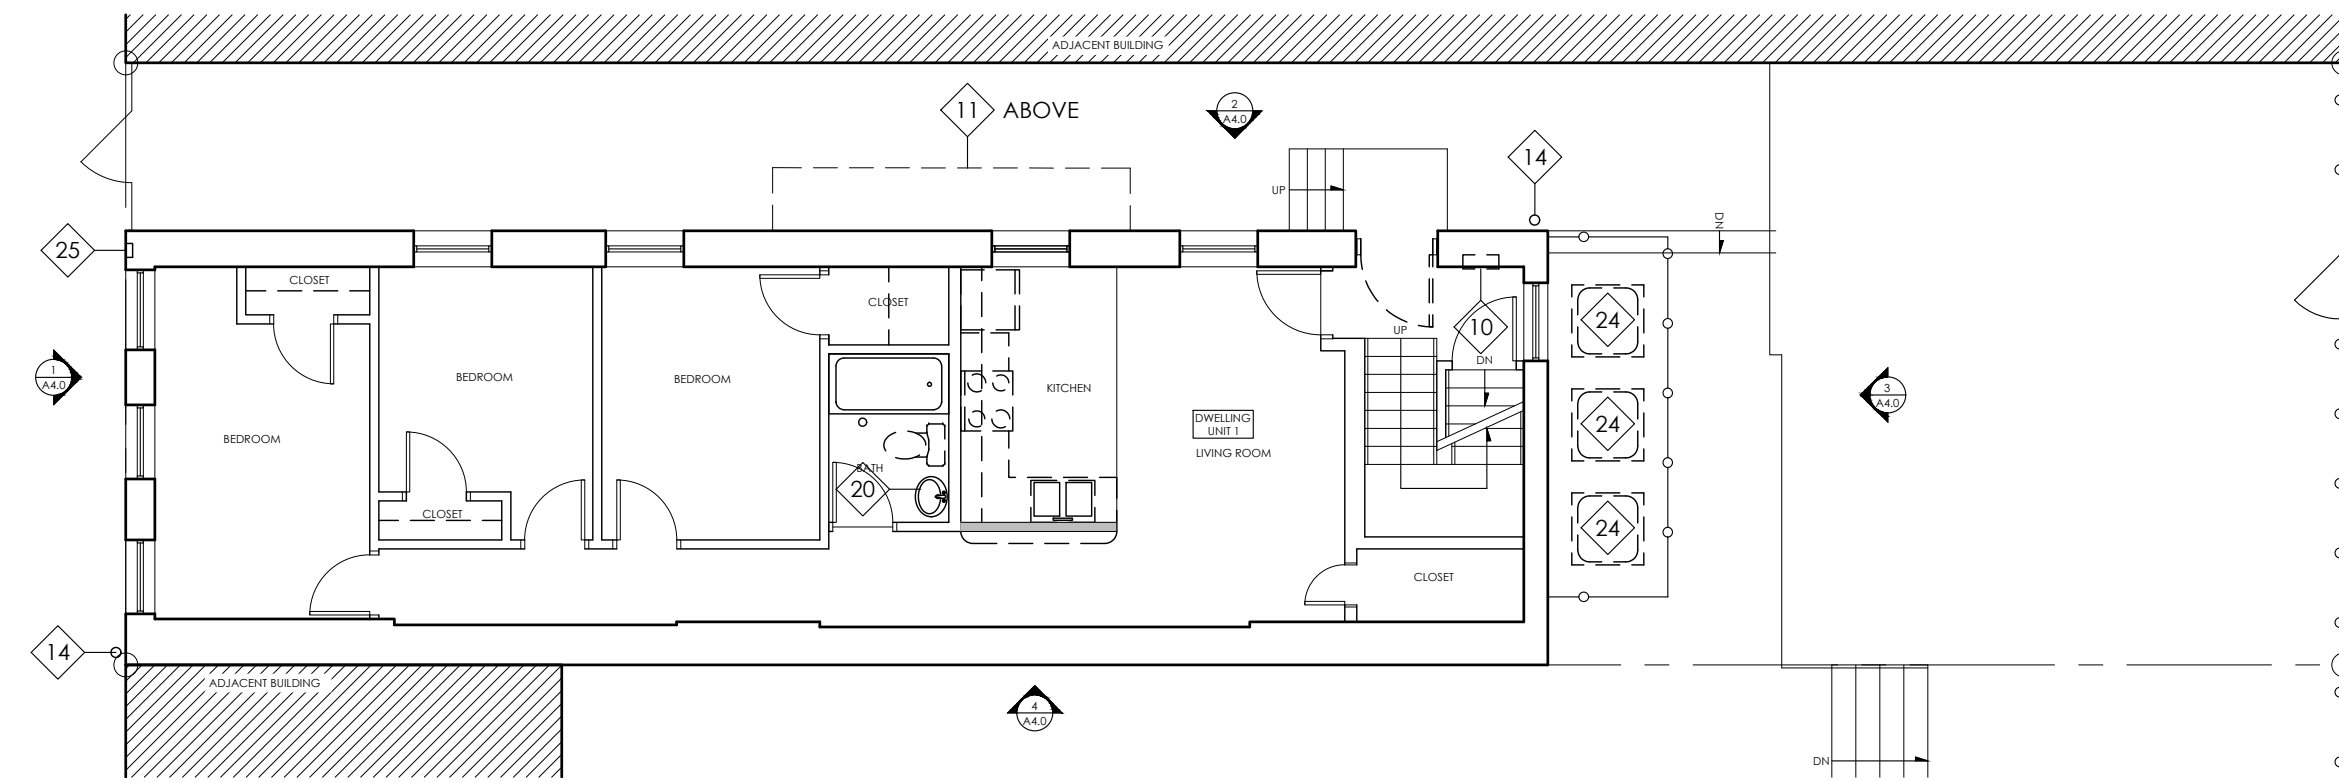 ADJACENT BUILDING
11 ABOVE
2
A4.0
14
UP
DN
25
CLOSET
CLOSET
24
UP
10
DN
1
A4.0
BEDROOM
BEDROOM
KITCHEN
3
A4.0
DWELLING
UNIT 1
24
BEDROOM
LIVING ROOM
BATH
20
CLOSET
24
CLOSET
14
ADJACENT BUILDING
4
A4.0
DN